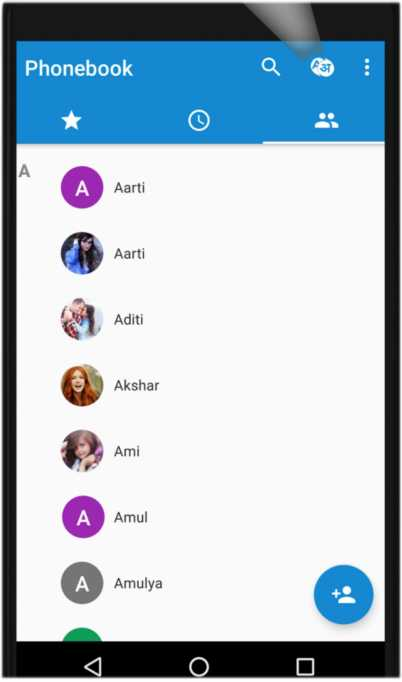 Phonebook
A अ
A
A Aarti
Aarti
Aditi
Akshar
Ami
A Amul
A Amulya